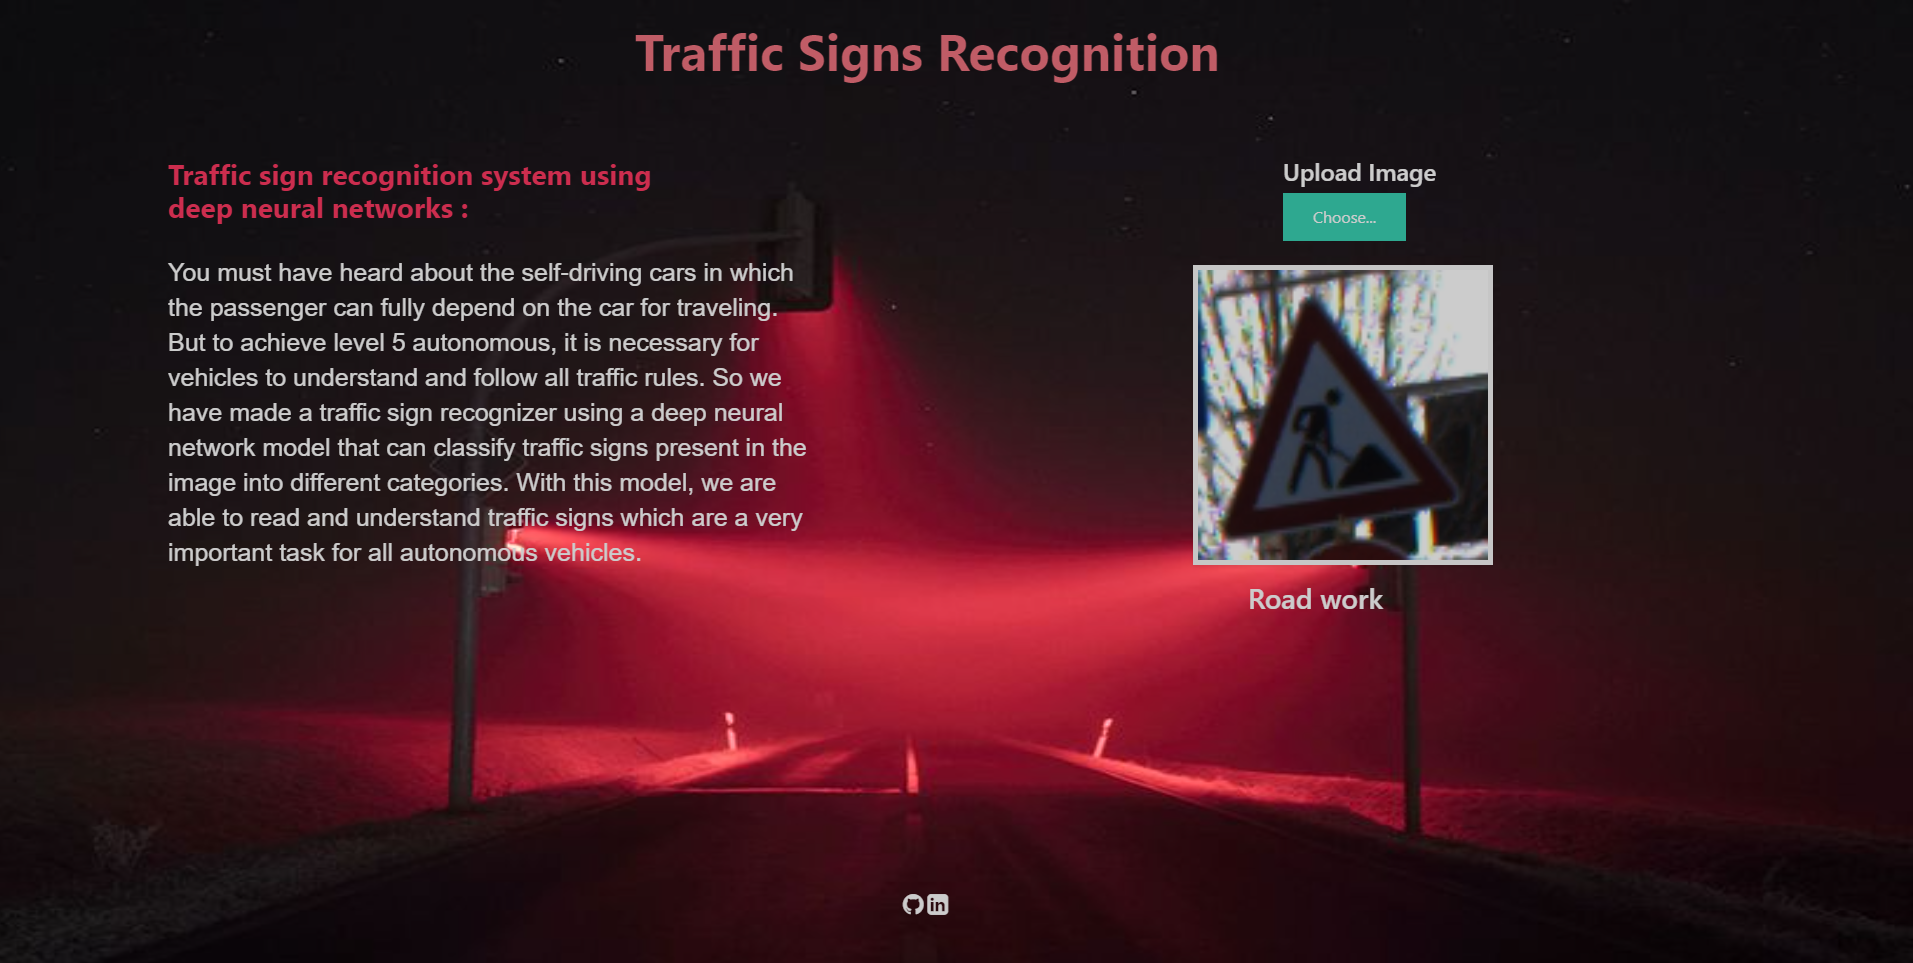 Traffic Signs Recognition
Traffic sign recognition system using
deep neural networks :
You must have heard about the self-driving cars in which
the passenger can fully depend on the car for traveling.
But to achieve level 5 autonomous, it is necessary for
vehicles to understand and follow all traffic rules. So we
have made a traffic sign recognizer using a deep neural
network model that can classify traffic signs present in the
image into different categories. With this model, we are
able to read and understand traffic signs which are a very
important task for all autonomous vehicles.
Upload Image
Choose...
Road work
in